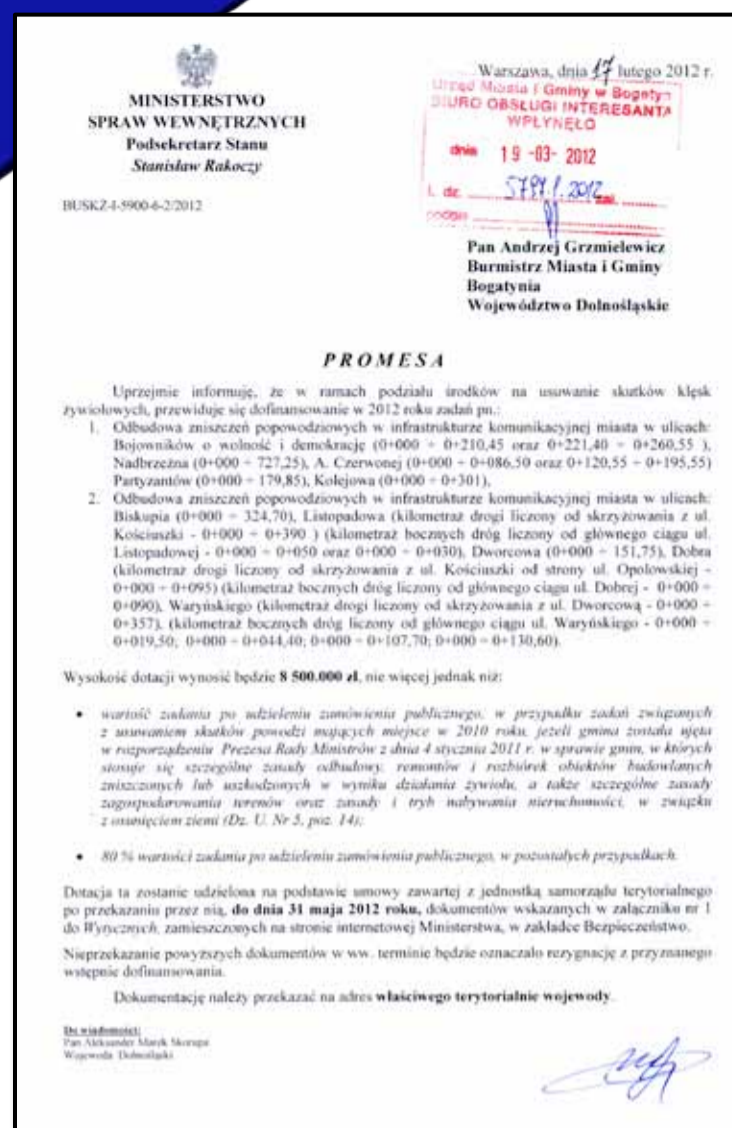 MINISTERSTWO
SPRAW WEWNĘTRZNYCH
Podsekretarz Stanu
Stanisław Rakoczy
BUSKZ-I-5900-6-2/2012
Warszawa, dnia 17 lutego 2012 r.
Urząd Miasta i Gminy w Bogatyn
BIURO OBSŁUGI INTERESANTA
WPŁYNĘŁO
dnia 19 -03- 2012
L. dz. 2012 zał.
podpis
Pan Andrzej Grzmielewicz
Burmistrz Miasta i Gminy
Bogatynia
Województwo Dolnośląskie
PROMESA
Uprzejmie informuję, że w ramach podziału środków na usuwanie skutków klęsk
żywiołowych, przewiduje się dofinansowanie w 2012 roku zadań pn.:
1. Odbudowa zniszczeń popowodziowych w infrastrukturze komunikacyjnej miasta w ulicach:
Bojowników o wolność i demokrację (0+000 ÷ 0+210,45 oraz 0+221,40 ÷ 0+260,55 ),
Nadbrzeżna (0+000 ÷ 727,25), A. Czerwonej (0+000 ÷ 0+086,50 oraz 0+120,55 ÷ 0+195,55)
Partyzantów (0+000 ÷ 179,85), Kolejowa (0+000 ÷ 0+301),
2. Odbudowa zniszczeń popowodziowych w infrastrukturze komunikacyjnej miasta w ulicach:
Biskupia (0+000 ÷ 324,70), Listopadowa (kilometraż drogi liczony od skrzyżowania z ul.
Kościuszki - 0+000 ÷ 0+390 ) (kilometraż bocznych dróg liczony od głównego ciągu ul.
Listopadowej - 0+000 ÷ 0+050 oraz 0+000 ÷ 0+030), Dworcowa (0+000 ÷ 151,75), Dobra
(kilometraż drogi liczony od skrzyżowania z ul. Kościuszki od strony ul. Opolowskiej -
0+000 ÷ 0+095) (kilometraż bocznych dróg liczony od głównego ciągu ul. Dobrej - 0+000 ÷
0+090), Waryńskiego (kilometraż drogi liczony od skrzyżowania z ul. Dworcową - 0+000 ÷
0+357), (kilometraż bocznych dróg liczony od głównego ciągu ul. Waryńskiego - 0+000 ÷
0+019,50; 0+000 ÷ 0+044,40; 0+000 ÷ 0+107,70; 0+000 ÷ 0+130,60).
Wysokość dotacji wynosić będzie 8 500.000 zł, nie więcej jednak niż:
• wartość zadania po udzieleniu zamówienia publicznego, w przypadku zadań związanych
z usuwaniem skutków powodzi mających miejsce w 2010 roku, jeżeli gmina została ujęta
w rozporządzeniu Prezesa Rady Ministrów z dnia 4 stycznia 2011 r. w sprawie gmin, w których
stosuje się szczególne zasady odbudowy, remontów i rozbiórek obiektów budowlanych
zniszczonych lub uszkodzonych w wyniku działania żywiołu, a także szczególne zasady
zagospodarowania terenów oraz zasady i tryb nabywania nieruchomości, w związku
z osunięciem ziemi (Dz. U. Nr 5, poz. 14);
• 80 % wartości zadania po udzieleniu zamówienia publicznego, w pozostałych przypadkach.
Dotacja ta zostanie udzielona na podstawie umowy zawartej z jednostką samorządu terytorialnego
po przekazaniu przez nią, do dnia 31 maja 2012 roku, dokumentów wskazanych w załączniku nr 1
do Wytycznych, zamieszczonych na stronie internetowej Ministerstwa, w zakładce Bezpieczeństwo.
Nieprzekazanie powyższych dokumentów w ww. terminie będzie oznaczało rezygnację z przyznanego
wstępnie dofinansowania.
Dokumentację należy przekazać na adres właściwego terytorialnie wojewody.
Do wiadomości:
Pan Aleksander Marek Skorupa
Wojewoda Dolnośląski